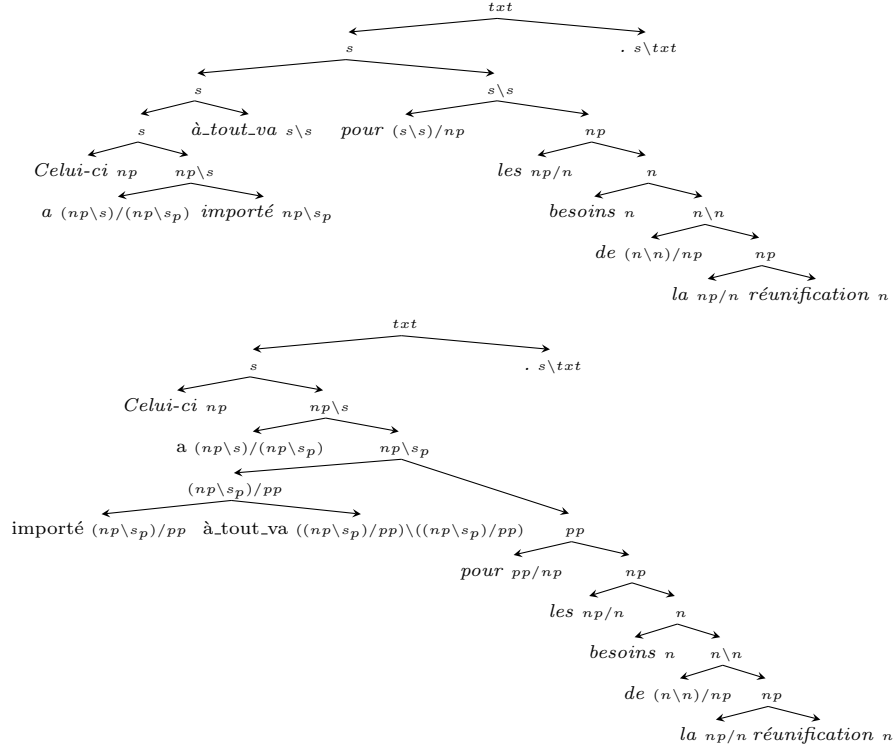 txt
s . s\txt
s s\s
s à_tout_va s\s pour (s\s)/np np
Celui-ci np np\s les np/n n
a (np\s)/(np\s_p) importé np\s_p besoins n n\n
de (n\n)/np np
la np/n réunification n
txt
s . s\txt
Celui-ci np np\s
a (np\s)/(np\s_p) np\s_p
(np\s_p)/pp
importé (np\s_p)/pp à_tout_va ((np\s_p)/pp)\((np\s_p)/pp) pp
pour pp/np np
les np/n n
besoins n n\n
de (n\n)/np np
la np/n réunification n